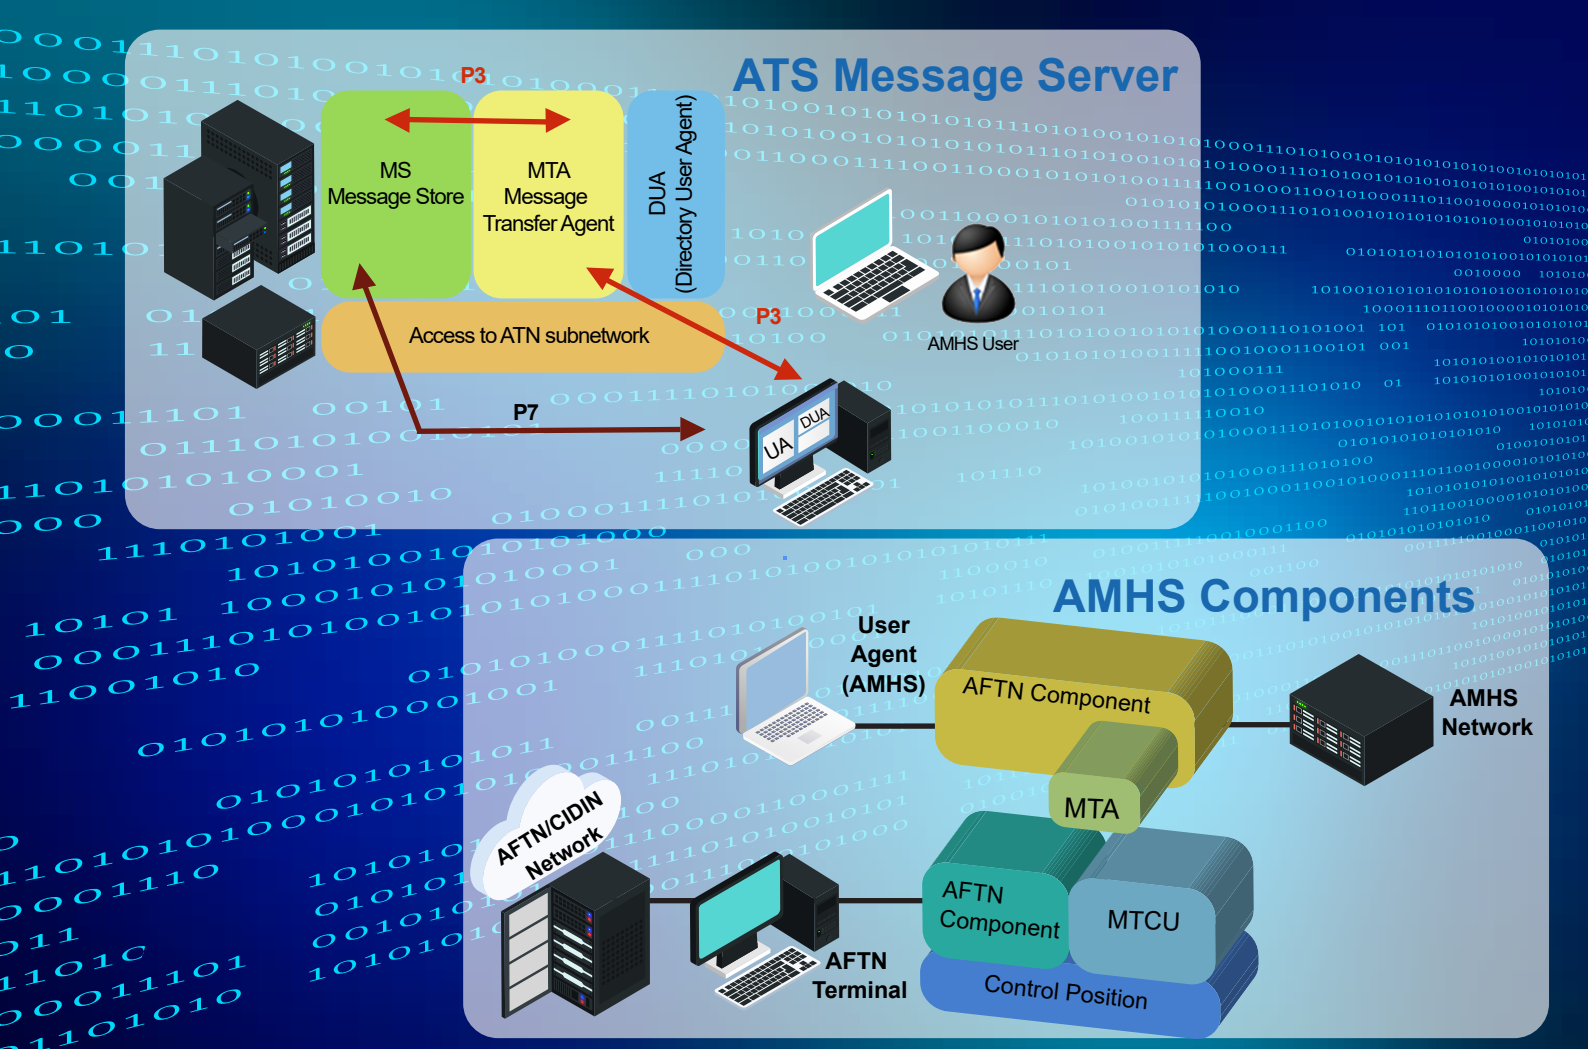 ATS Message Server
P3
MS
Message Store
MTA
Message
Transfer Agent
DUA
(Directory User Agent)
Access to ATN subnetwork
P3
AMHS User
P7
UA
DUA
AMHS Components
User
Agent
(AMHS)
AFTN Component
AMHS
Network
MTA
AFTN/CIDIN
Network
AFTN
Component
MTCU
AFTN
Terminal
Control Position